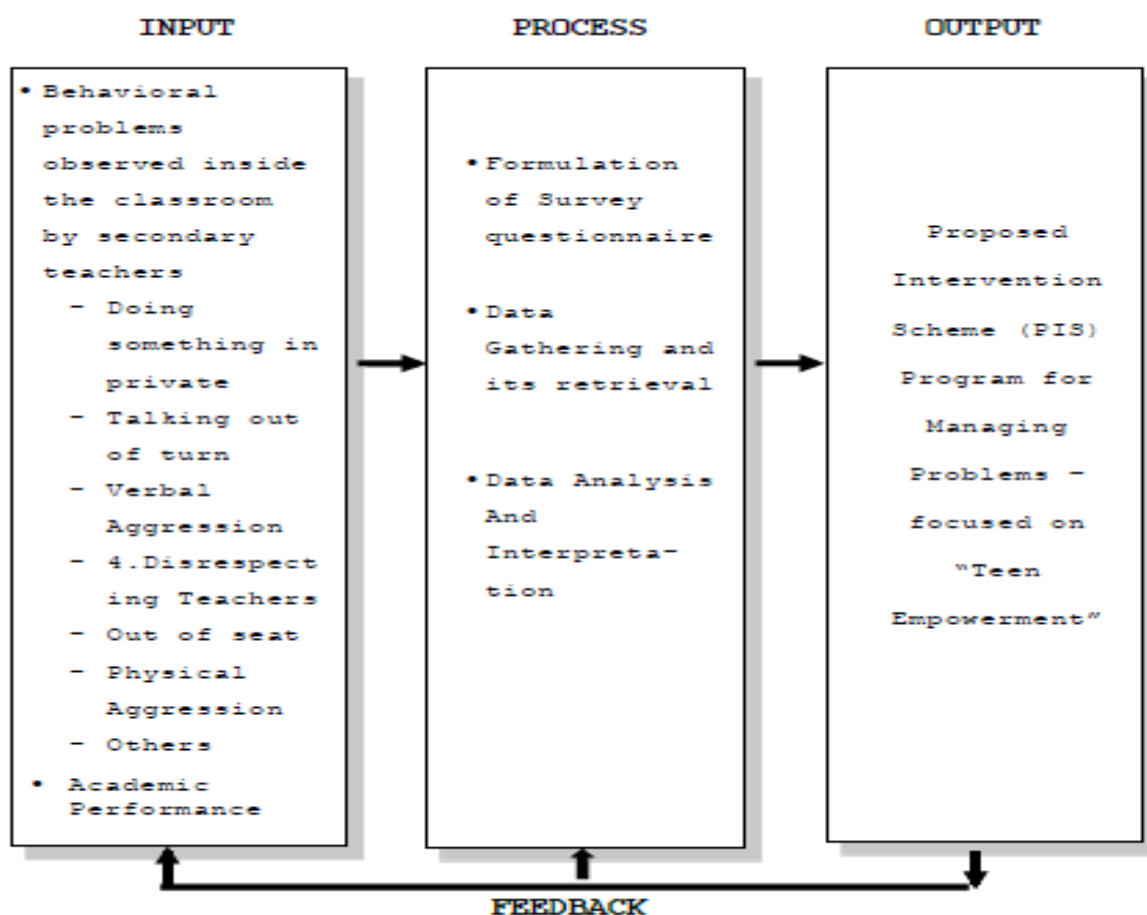 INPUT
PROCESS
OUTPUT
• Behavioral
problems
observed inside
the classroom
by secondary
teachers
- Doing
something in
private
- Talking out
of turn
- Verbal
Aggression
- 4.Disrespect
ing Teachers
- Out of seat
- Physical
Aggression
- Others
• Academic
Performance
• Formulation
of Survey
questionnaire
• Data
Gathering and
its retrieval
• Data Analysis
And
Interpreta-
tion
Proposed
Intervention
Scheme (PIS)
Program for
Managing
Problems –
focused on
“Teen
Empowerment”
FEEDBACK